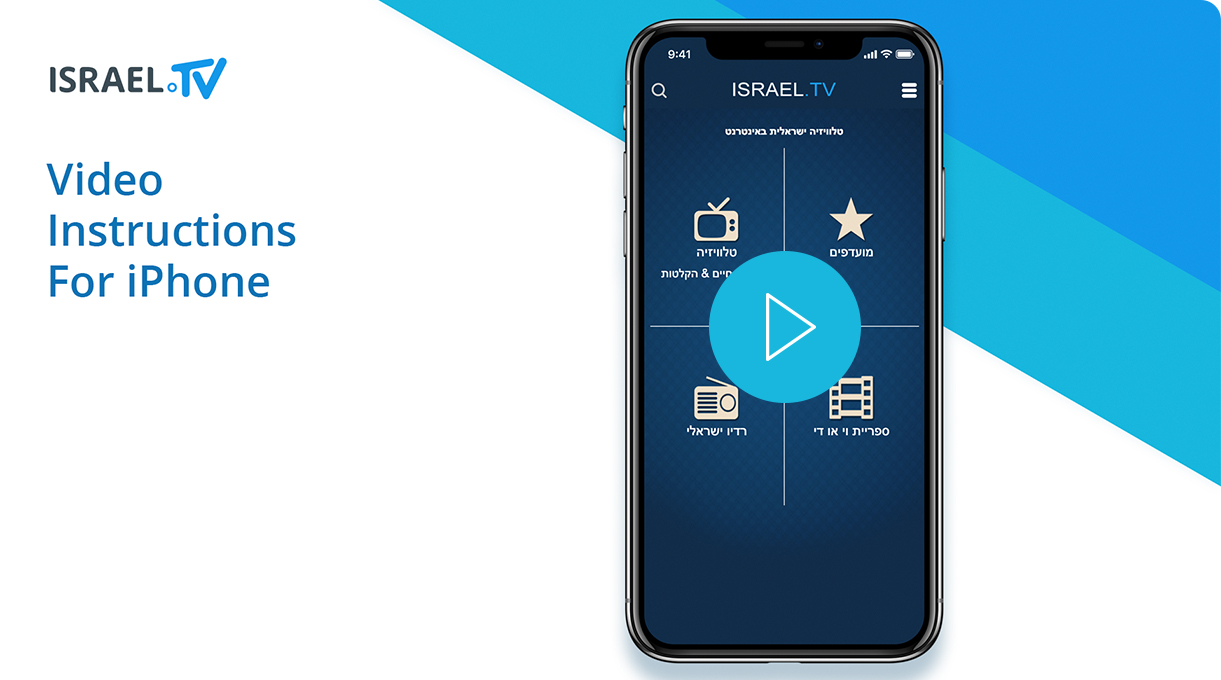 ISRAEL.TV
Video
Instructions
For iPhone
9:41
ISRAEL.TV
טלוויזיה ישראלית באינטרנט
מועדפים
טלוויזיה
חיים & הקלטות
ספריית וי או די
רדיו ישראלי